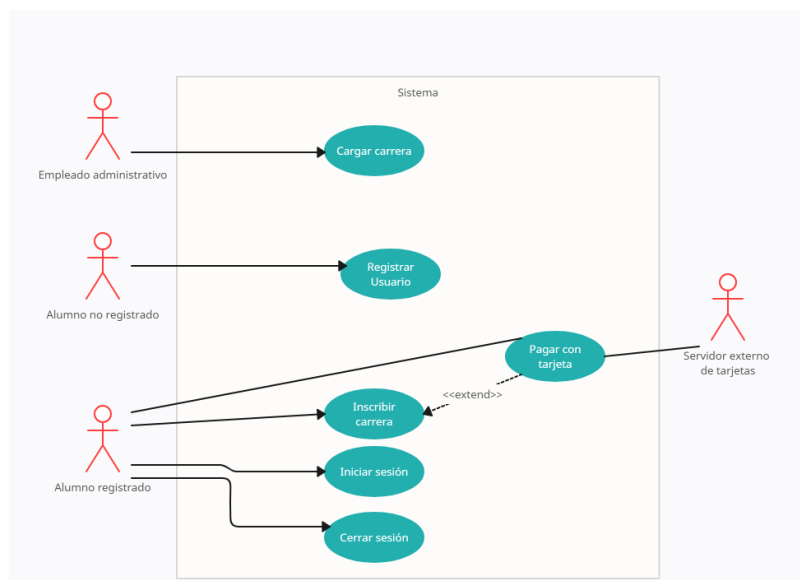 Sistema
Cargar carrera
Empleado administrativo
Registrar
Usuario
Alumno no registrado
Pagar con
tarjeta
Servidor externo
de tarjetas
<<extend>>
Inscribir
carrera
Iniciar sesión
Alumno registrado
Cerrar sesión